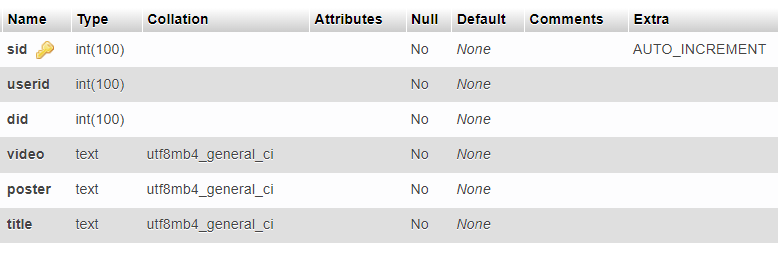 Name Type Collation Attributes Null Default Comments Extra
sid int(100) No None AUTO_INCREMENT
userid int(100) No None
did int(100) No None
video text utf8mb4_general_ci No None
poster text utf8mb4_general_ci No None
title text utf8mb4_general_ci No None